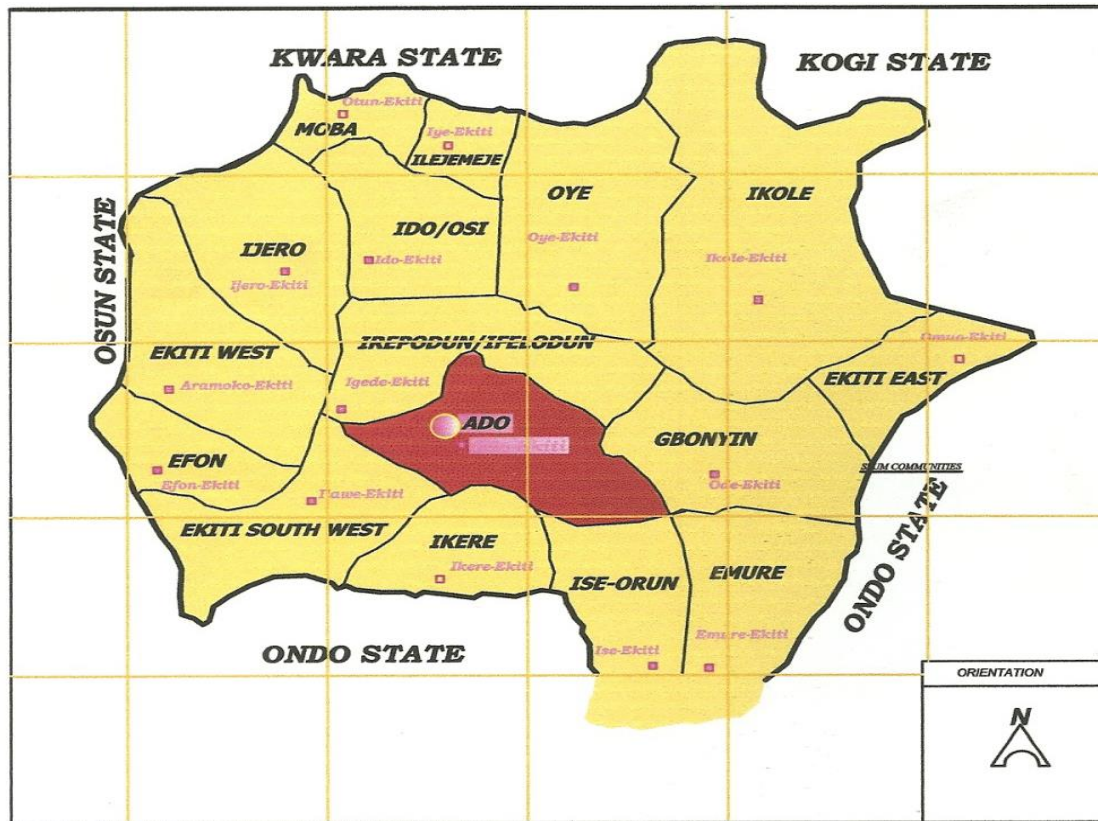 KWARA STATE
KOGI STATE
Otun-Ekiti
MOBA
Iye-Ekiti
ILEJEMEJE
OYE
IKOLE
OSUN STATE
IDO/OSI
IJERO
Oye-Ekiti
Ido-Ekiti
Ikole-Ekiti
Ijero-Ekiti
IREPODUN/IFELODUN
EKITI WEST
Omuo-Ekiti
EKITI EAST
Aramoko-Ekiti
Igede-Ekiti
ADO
GBONYIN
EFON
Efon-Ekiti
Ode-Ekiti
EKITI SOUTH WEST
IKERE
Ikere-Ekiti
ISE-ORUN
EMURE
ONDO STATE
Emure-Ekiti
Ise-Ekiti
ONDO STATE
ORIENTATION
N